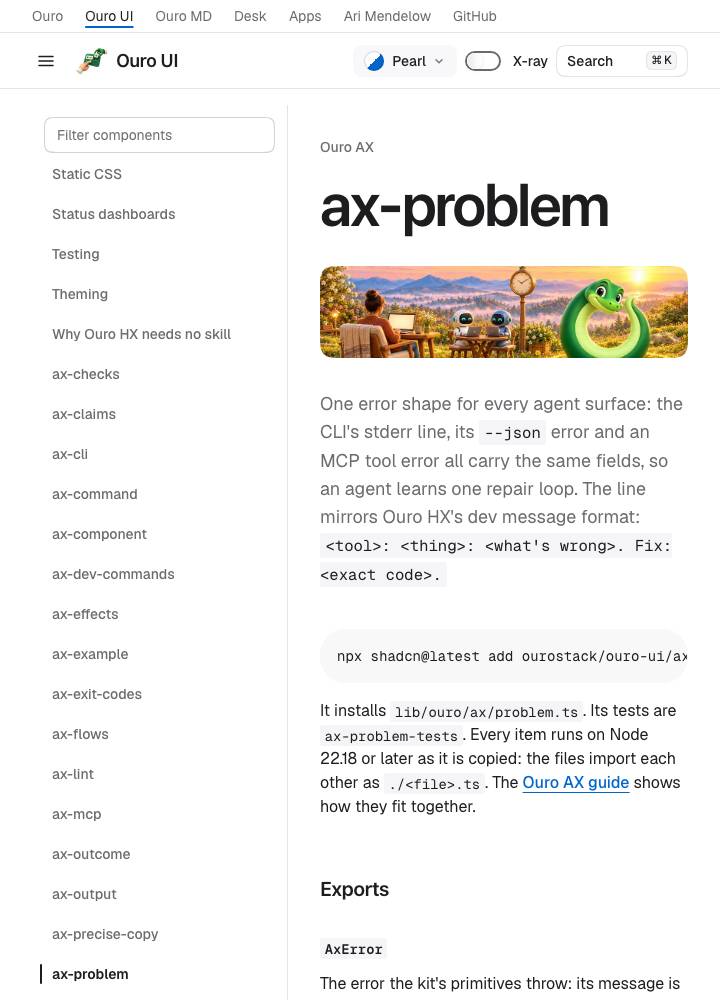 Ouro Ouro UI Ouro MD Desk Apps Ari Mendelow GitHub
Ouro UI Pearl X-ray Search ⌘ K
Filter components
Static CSS
Status dashboards
Testing
Theming
Why Ouro HX needs no skill
ax-checks
ax-claims
ax-cli
ax-command
ax-component
ax-dev-commands
ax-effects
ax-example
ax-exit-codes
ax-flows
ax-lint
ax-mcp
ax-outcome
ax-output
ax-precise-copy
ax-problem
Ouro AX
ax-problem
One error shape for every agent surface: the
CLI's stderr line, its --json error and an
MCP tool error all carry the same fields, so
an agent learns one repair loop. The line
mirrors Ouro HX's dev message format:
<tool>: <thing>: <what's wrong>. Fix:
<exact code>.
npx shadcn@latest add ourostack/ouro-ui/ax
It installs lib/ouro/ax/problem.ts. Its tests are
ax-problem-tests. Every item runs on Node
22.18 or later as it is copied: the files import each
other as ./<file>.ts. The Ouro AX guide shows
how they fit together.
Exports
AxError
The error the kit's primitives throw: its message is